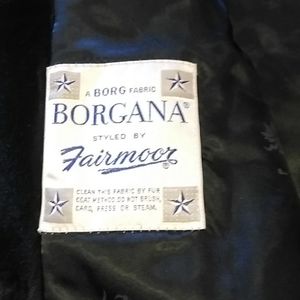 A BORG FABRIC
BORGANA®
STYLED BY
Fairmoor®
CLEAN THIS FABRIC BY FUR
COAT METHOD DO NOT BRUSH,
CARD, PRESS OR STEAM.